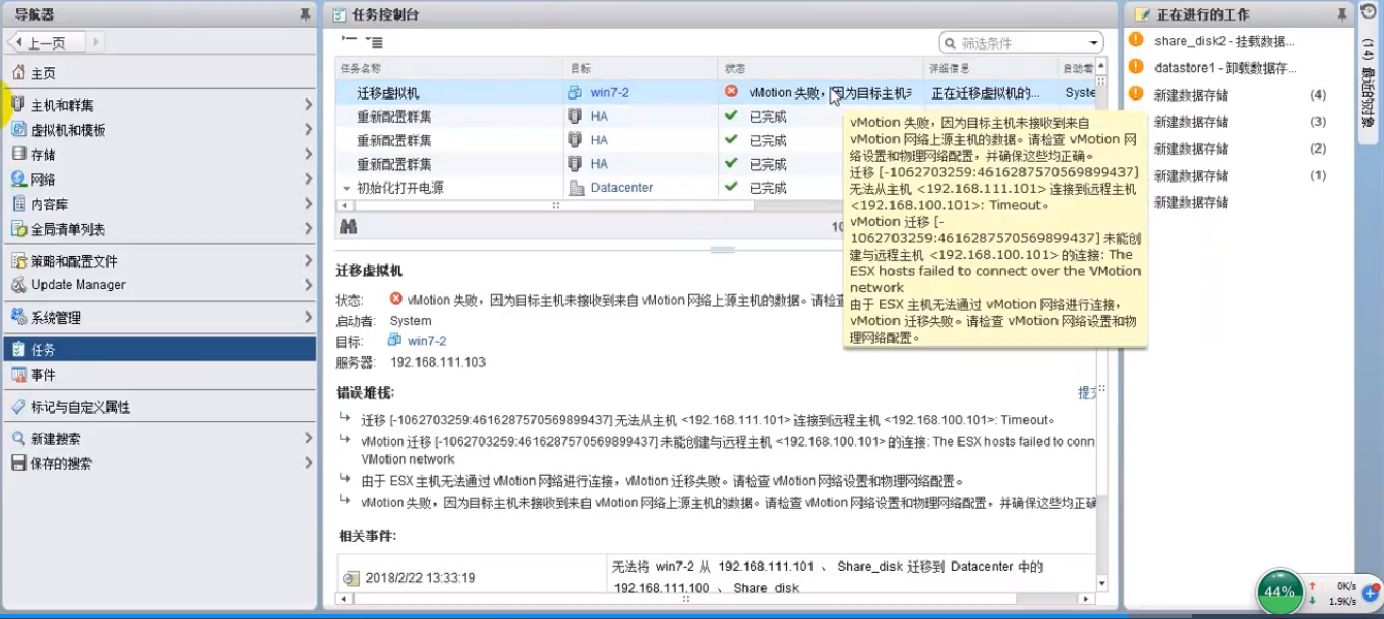 导航器
上一页
主页
主机和群集
虚拟机和模板
存储
网络
内容库
全局清单列表
策略和配置文件
Update Manager
系统管理
任务
事件
标记与自定义属性
新建搜索
保存的搜索
任务控制台
筛选条件
任务名称 目标 状态 详细信息 启动者
迁移虚拟机 win7-2 vMotion 失败，因为目标主机 正在迁移虚拟机的... Syste
重新配置群集 HA 已完成
重新配置群集 HA 已完成
重新配置群集 HA 已完成
初始化打开电源 Datacenter 已完成
10
vMotion 失败，因为目标主机未接收到来自
vMotion 网络上源主机的数据。请检查 vMotion 网
络设置和物理网络配置，并确保这些均正确。
迁移 [-1062703259:4616287570569899437]
无法从主机 <192.168.111.101> 连接到远程主机
<192.168.100.101>: Timeout。
vMotion 迁移 [-
1062703259:4616287570569899437] 未能创
建与远程主机 <192.168.100.101> 的连接: The
ESX hosts failed to connect over the VMotion
network
由于 ESX 主机无法通过 vMotion 网络进行连接，
vMotion 迁移失败。请检查 vMotion 网络设置和物
理网络配置。
迁移虚拟机
状态: vMotion 失败，因为目标主机未接收到来自 vMotion 网络上源主机的数据。请检查
启动者: System
目标: win7-2
服务器: 192.168.111.103
错误堆栈: 提交
迁移 [-1062703259:4616287570569899437] 无法从主机 <192.168.111.101> 连接到远程主机 <192.168.100.101>: Timeout。
vMotion 迁移 [-1062703259:4616287570569899437] 未能创建与远程主机 <192.168.100.101> 的连接: The ESX hosts failed to conn
VMotion network
由于 ESX 主机无法通过 vMotion 网络进行连接，vMotion 迁移失败。请检查 vMotion 网络设置和物理网络配置。
vMotion 失败，因为目标主机未接收到来自 vMotion 网络上源主机的数据。请检查 vMotion 网络设置和物理网络配置，并确保这些均正确
相关事件:
2018/2/22 13:33:19
无法将 win7-2 从 192.168.111.101 、 Share_disk 迁移到 Datacenter 中的
192.168.111.100 、 Share_disk
正在进行的工作
share_disk2 - 挂载数据...
datastore1 - 卸载数据存...
新建数据存储 (4)
新建数据存储 (3)
新建数据存储 (2)
新建数据存储 (1)
新建数据存储
(14) 最近的对象
44%
0K/s
1.9K/s